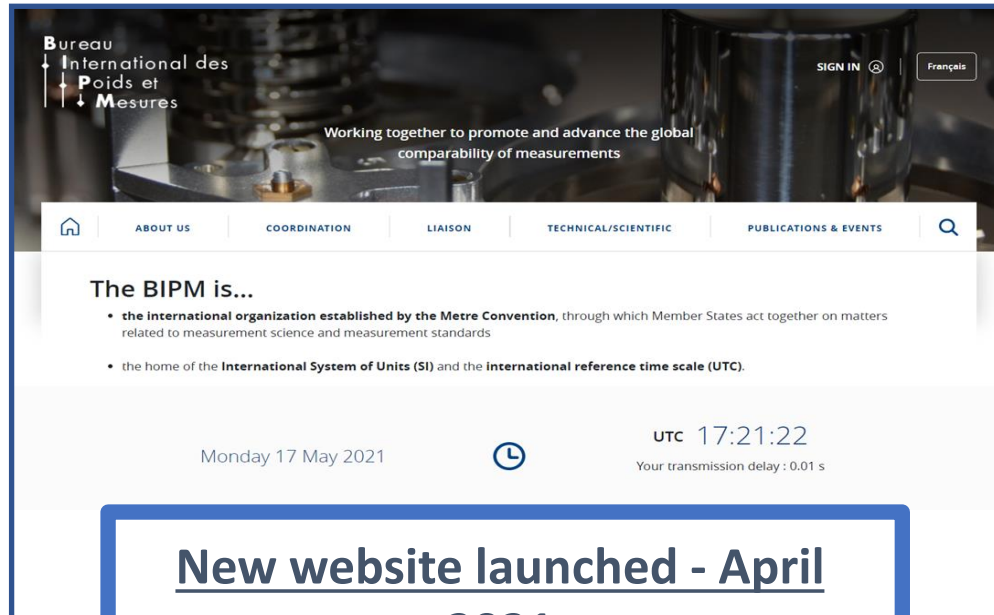 Bureau
International des
Poids et
Mesures
SIGN IN
Français
Working together to promote and advance the global
comparability of measurements
ABOUT US
COORDINATION
LIAISON
TECHNICAL/SCIENTIFIC
PUBLICATIONS & EVENTS
The BIPM is...
• the international organization established by the Metre Convention, through which Member States act together on matters
related to measurement science and measurement standards
• the home of the International System of Units (SI) and the international reference time scale (UTC).
Monday 17 May 2021
UTC 17:21:22
Your transmission delay : 0.01 s
New website launched - April